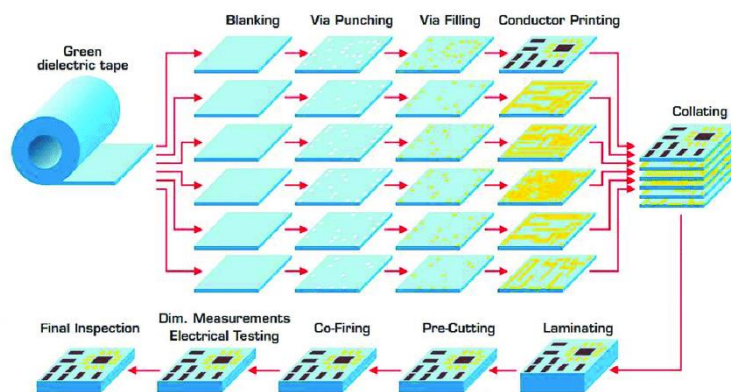 Blanking
Via Punching
Via Filling
Conductor Printing
Green
dielectric tape
Collating
Final Inspection
Dim. Measurements
Electrical Testing
Co-Firing
Pre-Cutting
Laminating